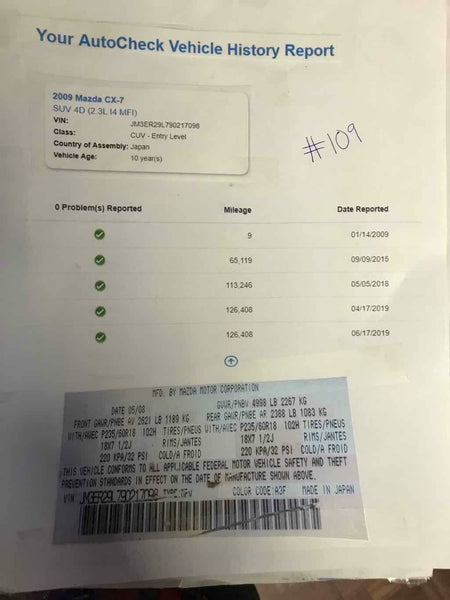 Your AutoCheck Vehicle History Report
2009 Mazda CX-7
SUV 4D (2.3L I4 MFI)
VIN: JM3ER29L790217098
Class: CUV - Entry Level
Country of Assembly: Japan
Vehicle Age: 10 year(s)
#109
0 Problem(s) Reported Mileage Date Reported
9 01/14/2009
65,119 09/09/2015
113,246 05/05/2018
126,408 04/17/2019
126,408 06/17/2019
MFD. BY MAZDA MOTOR CORPORATION
DATE 05/08 GVWR/PNBV 4998 LB 2267 KG
FRONT GAWR/PNBE AV 2621 LB 1189 KG REAR GAWR/PNBE AR 2388 LB 1083 KG
WITH/AVEC P235/60R18 102H TIRES/PNEUS WITH/AVEC P235/60R18 102H TIRES/PNEUS
18X7 1/2J RIMS/JANTES 18X7 1/2J RIMS/JANTES
220 KPA/32 PSI COLD/A FROID 220 KPA/32 PSI COLD/A FROID
THIS VEHICLE CONFORMS TO ALL APPLICABLE FEDERAL MOTOR VEHICLE SAFETY AND THEFT
PREVENTION STANDARDS IN EFFECT ON THE DATE OF MANUFACTURE SHOWN ABOVE.
VIN: JM3ER29L790217098 TYPE:MPV COLOR CODE:A3F MADE IN JAPAN